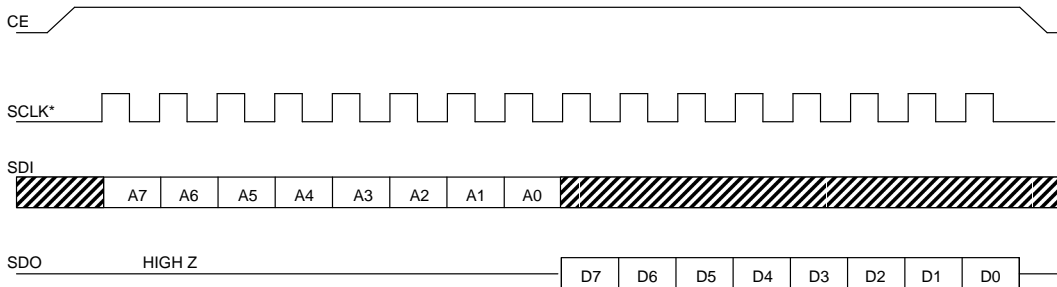 CE
SCLK*
SDI
A7 A6 A5 A4 A3 A2 A1 A0
SDO HIGH Z
D7 D6 D5 D4 D3 D2 D1 D0